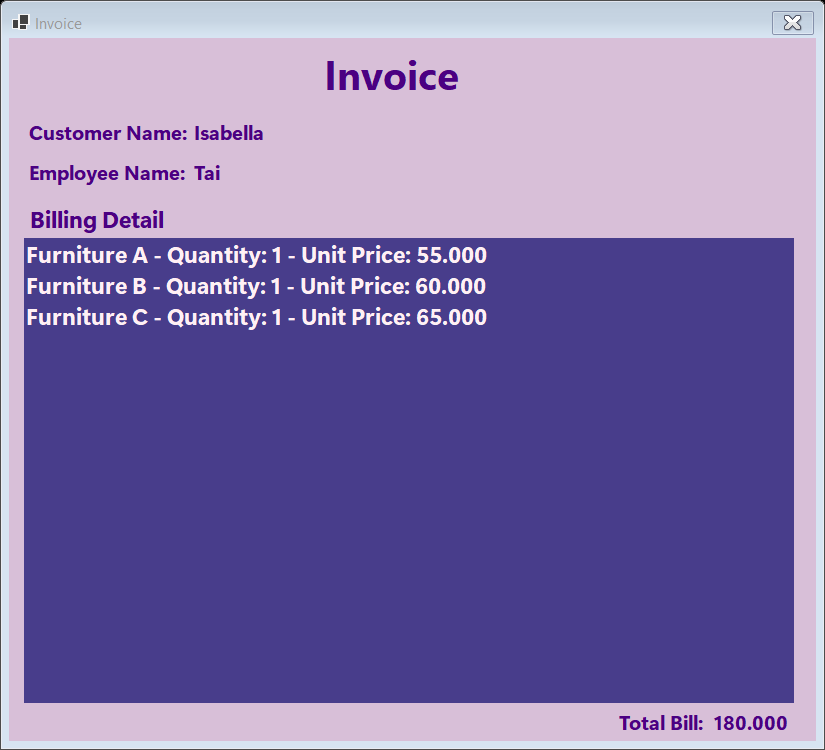 Invoice
Invoice
Customer Name: Isabella
Employee Name: Tai
Billing Detail
Furniture A - Quantity: 1 - Unit Price: 55.000
Furniture B - Quantity: 1 - Unit Price: 60.000
Furniture C - Quantity: 1 - Unit Price: 65.000
Total Bill: 180.000